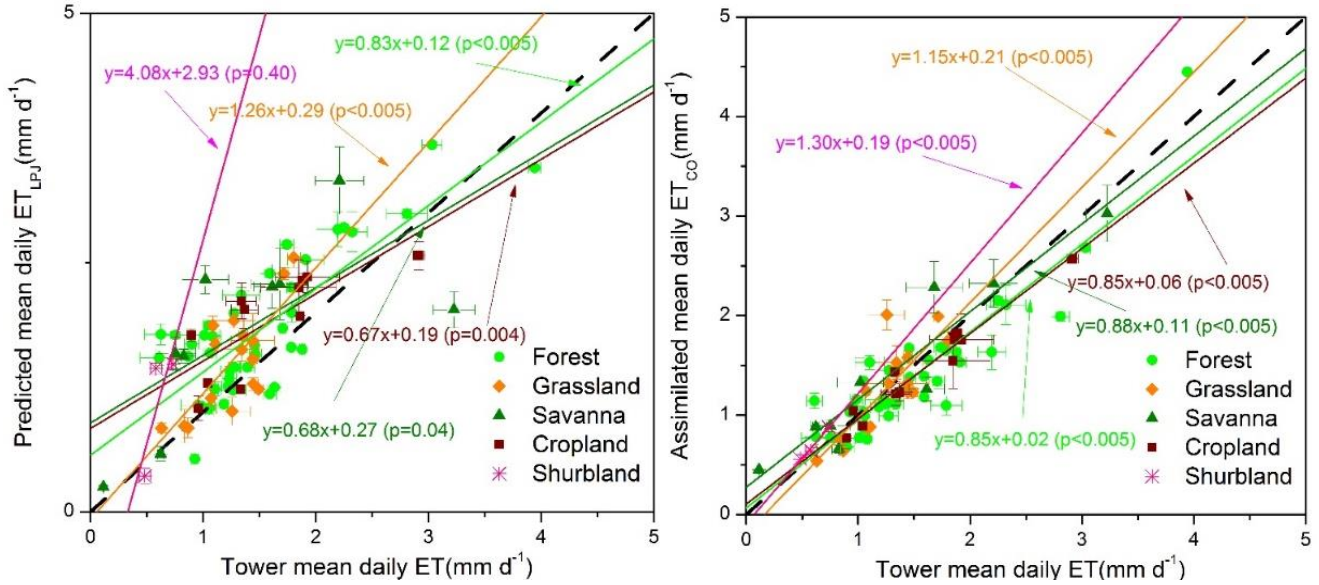 5
y=0.83x+0.12 (p<0.005)
y=4.08x+2.93 (p=0.40)
y=1.26x+0.29 (p<0.005)
y=0.67x+0.19 (p=0.004)
y=0.68x+0.27 (p=0.04)
Forest
Grassland
Savanna
Cropland
Shurbland
0
0 1 2 3 4 5
Predicted mean daily ET_LPJ(mm d⁻¹)
Tower mean daily ET(mm d⁻¹)
5
4
3
2
1
0
1.15x+0.21 (p<0.005)
y=1.30x+0.19 (p<0.005)
y=0.85x+0.06 (p<0.005)
y=0.88x+0.11 (p<0.005)
y=0.85x+0.02 (p<0.005)
Forest
Grassland
Savanna
Cropland
Shurbland
0 1 2 3 4 5
Assimilated mean daily ET_CO(mm d⁻¹)
Tower mean daily ET(mm d⁻¹)